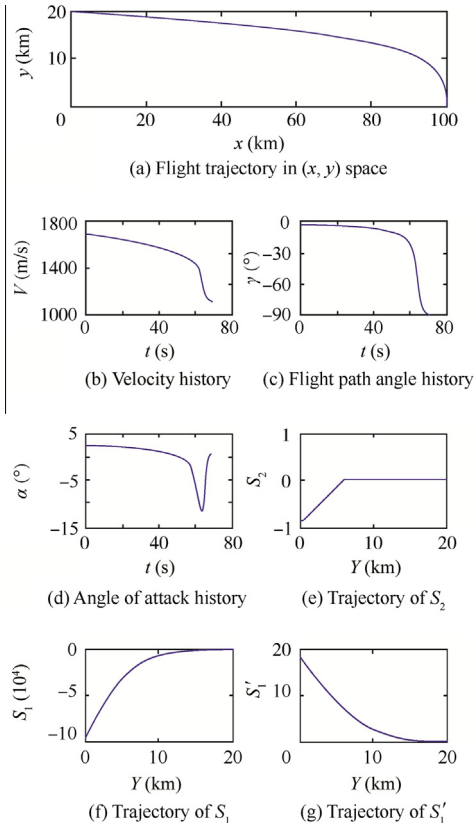 20
10
y (km)
0
20
40
60
80
100
x (km)
(a) Flight trajectory in (x, y) space
1800
1400
1000
V (m/s)
0
40
80
t (s)
(b) Velocity history
0
−30
−60
−90
γ (°)
0
40
80
t (s)
(c) Flight path angle history
5
−5
−15
α (°)
0
40
80
t (s)
(d) Angle of attack history
1
0
−1
S₂
0
10
20
Y (km)
(e) Trajectory of S₂
0
−5
−10
S₁ (10⁴)
0
10
20
Y (km)
(f) Trajectory of S₁
20
10
S₁′
0
10
20
Y (km)
(g) Trajectory of S₁′